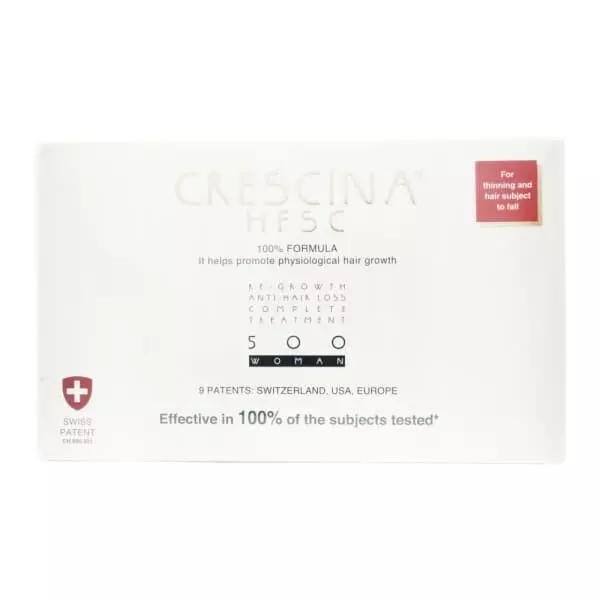 CRESCINA®
HFSC
For
thinning and
hair subject
to fall
100% FORMULA
It helps promote physiological hair growth
RE-GROWTH
ANTI-HAIR LOSS
COMPLETE
TREATMENT
500
WOMAN
9 PATENTS: SWITZERLAND, USA, EUROPE
Effective in 100% of the subjects tested*
SWISS
PATENT